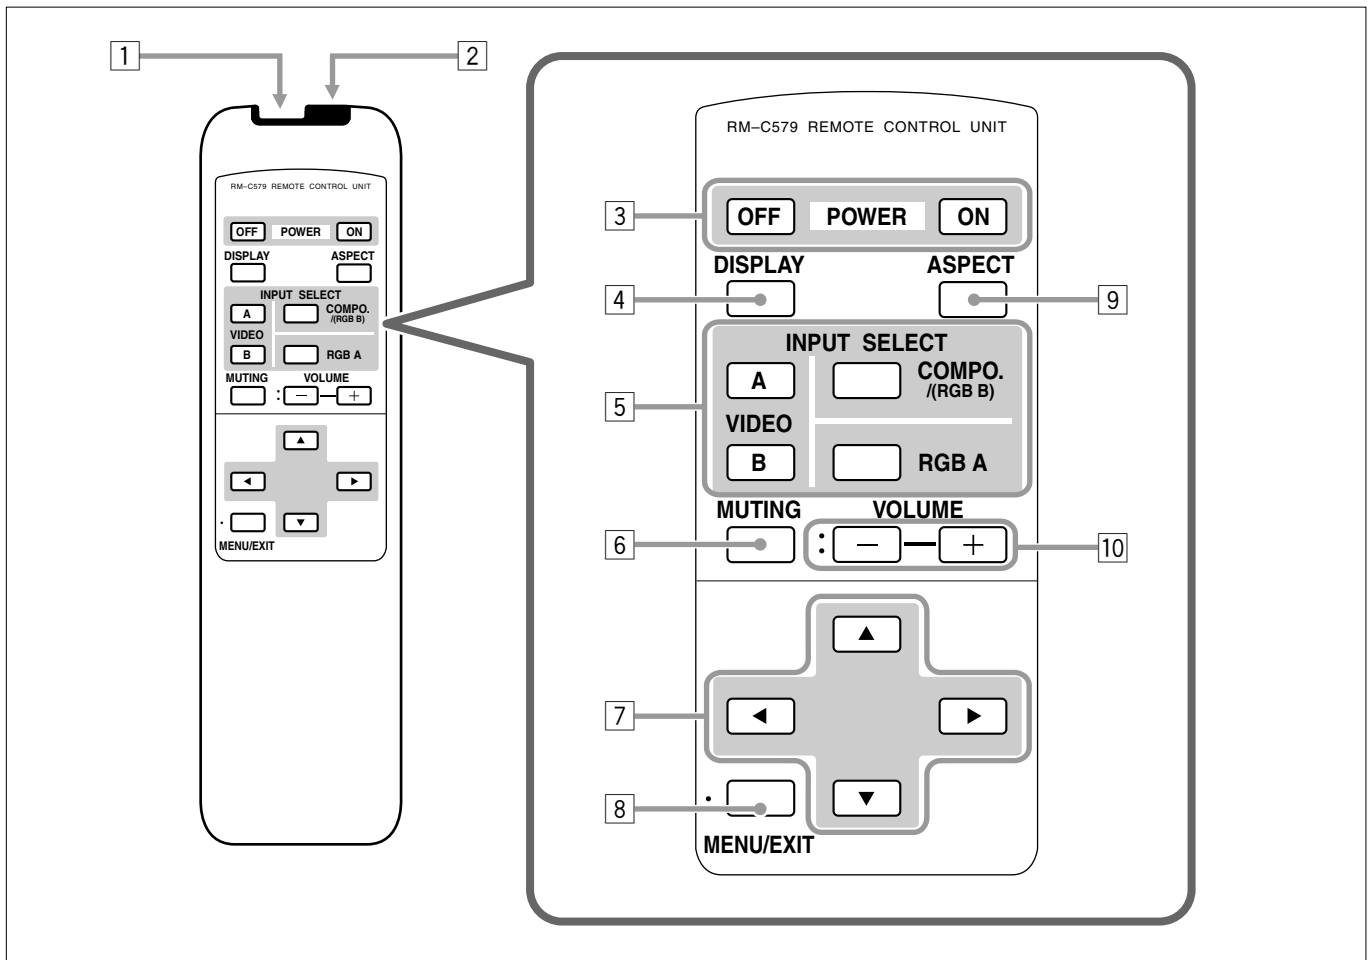 1
2
RM–C579 REMOTE CONTROL UNIT
OFF POWER ON
DISPLAY ASPECT
INPUT SELECT
A COMPO.
/(RGB B)
VIDEO
B RGB A
MUTING VOLUME
: − +
MENU/EXIT
RM–C579 REMOTE CONTROL UNIT
3 OFF POWER ON
DISPLAY ASPECT
4 9
INPUT SELECT
A COMPO.
/(RGB B)
5
VIDEO
B RGB A
MUTING VOLUME
6 : − + 10
7
8
MENU/EXIT